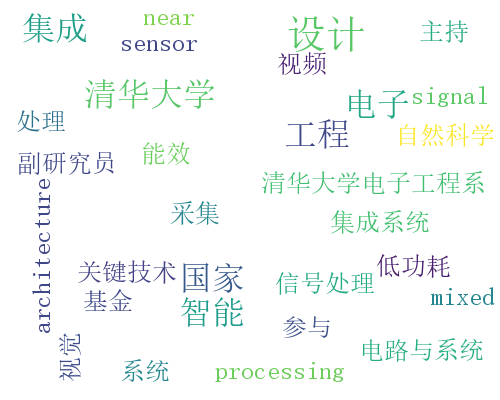 near
集成
设计
主持
sensor
视频
清华大学
电子
signal
处理
工程
自然科学
副研究员
能效
清华大学电子工程系
architecture
采集
集成系统
关键技术
国家
信号处理
低功耗
基金
智能
mixed
参与
视觉
系统
processing
电路与系统